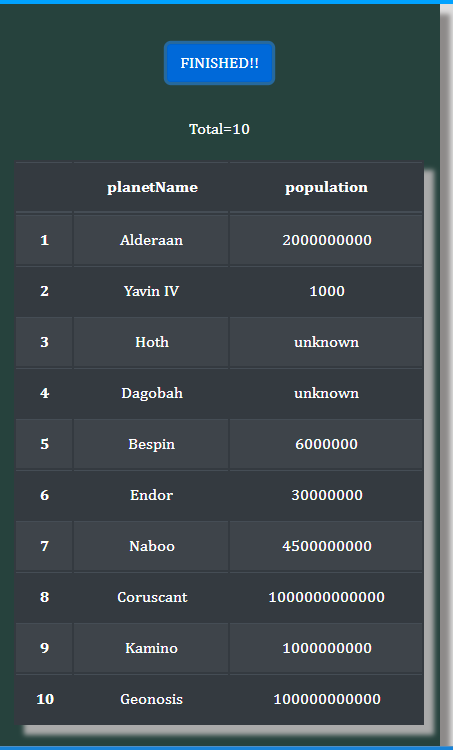 FINISHED!!
Total=10
planetName population
1 Alderaan 2000000000
2 Yavin IV 1000
3 Hoth unknown
4 Dagobah unknown
5 Bespin 6000000
6 Endor 30000000
7 Naboo 4500000000
8 Coruscant 1000000000000
9 Kamino 1000000000
10 Geonosis 100000000000